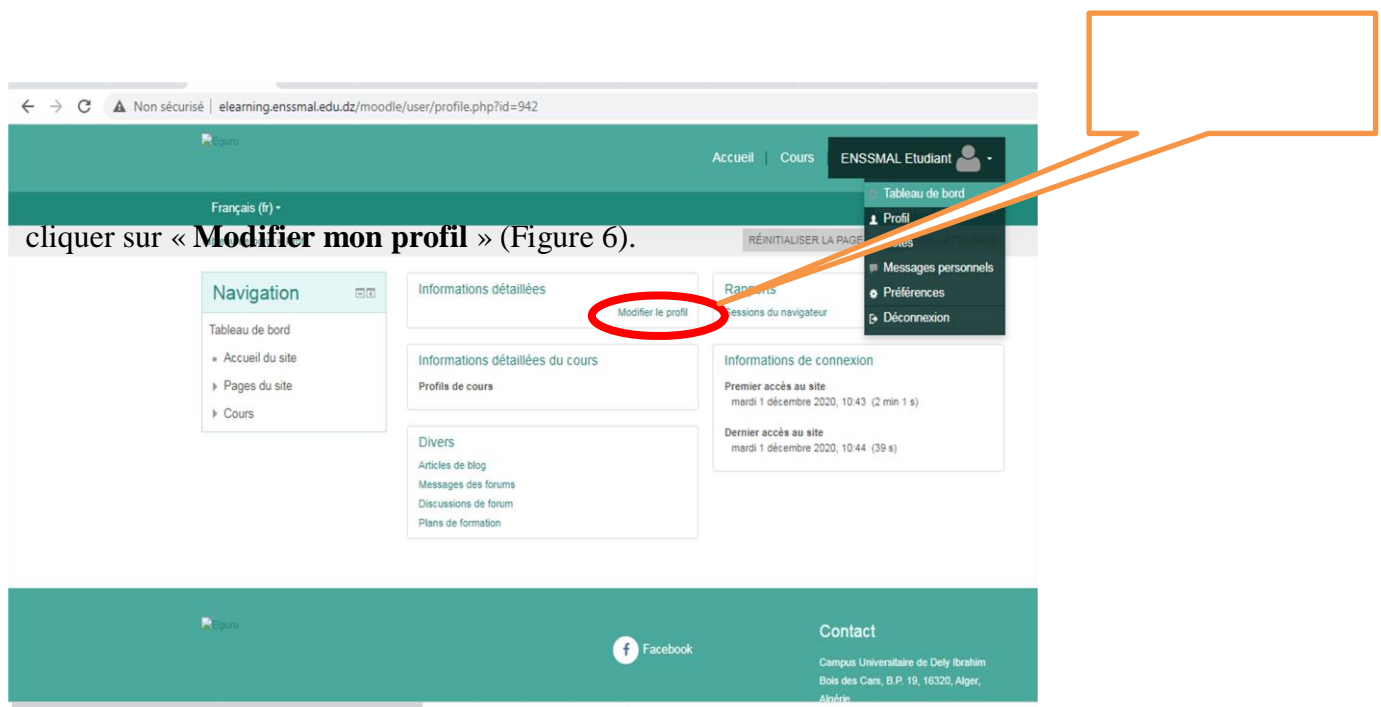 Non sécurisé | elearning.enssmal.edu.dz/moodle/user/profile.php?id=942
Eguru
Accueil | Cours | ENSSMAL Etudiant
Tableau de bord
Français (fr)
Profil
cliquer sur « Modifier mon profil » (Figure 6).
RÉINITIALISER LA PAGE
Messages personnels
Préférences
Déconnexion
Navigation
Tableau de bord
Accueil du site
Pages du site
Cours
Informations détaillées
Modifier le profil
Rapports
Sessions du navigateur
Informations détaillées du cours
Profils de cours
Informations de connexion
Premier accès au site
mardi 1 décembre 2020, 10:43 (2 min 1 s)
Dernier accès au site
mardi 1 décembre 2020, 10:44 (39 s)
Divers
Articles de blog
Messages des forums
Discussions de forum
Plans de formation
Eguru
Facebook
Contact
Campus Universitaire de Dely Ibrahim
Bois des Cars, B.P. 19, 16320, Alger,
Algérie